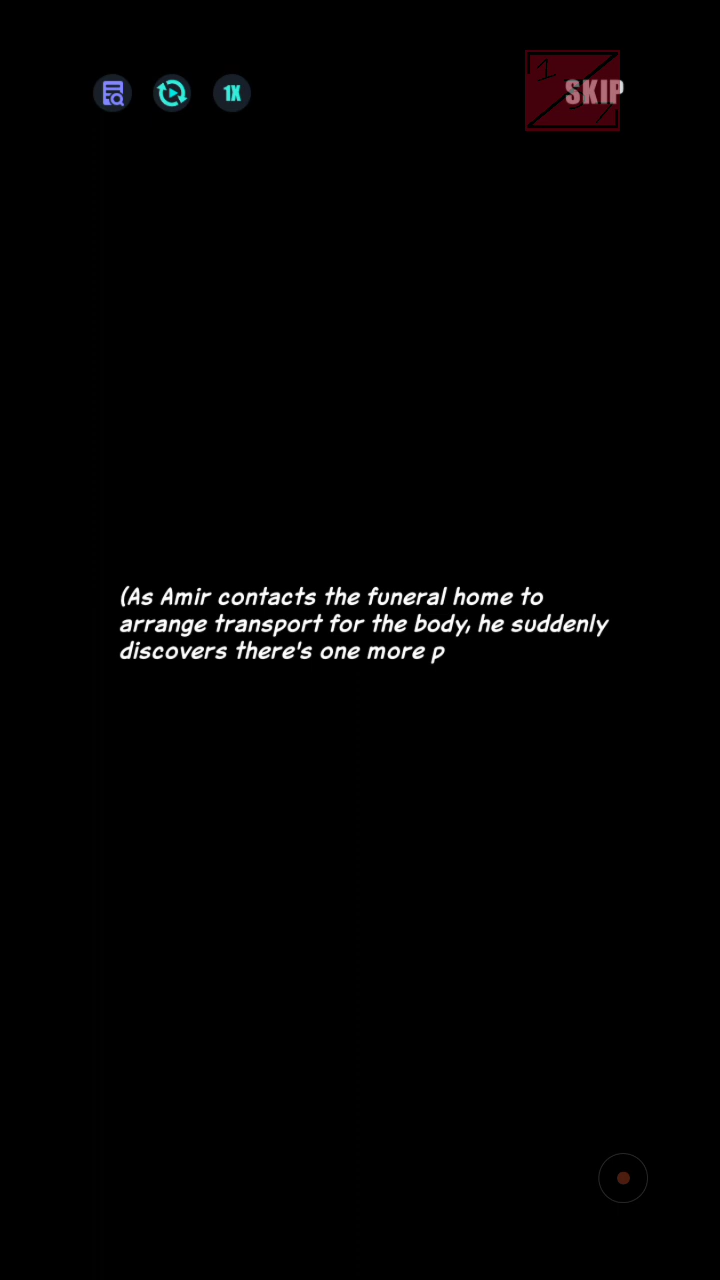 1X
SKIP
(As Amir contacts the funeral home to
arrange transport for the body, he suddenly
discovers there's one more p